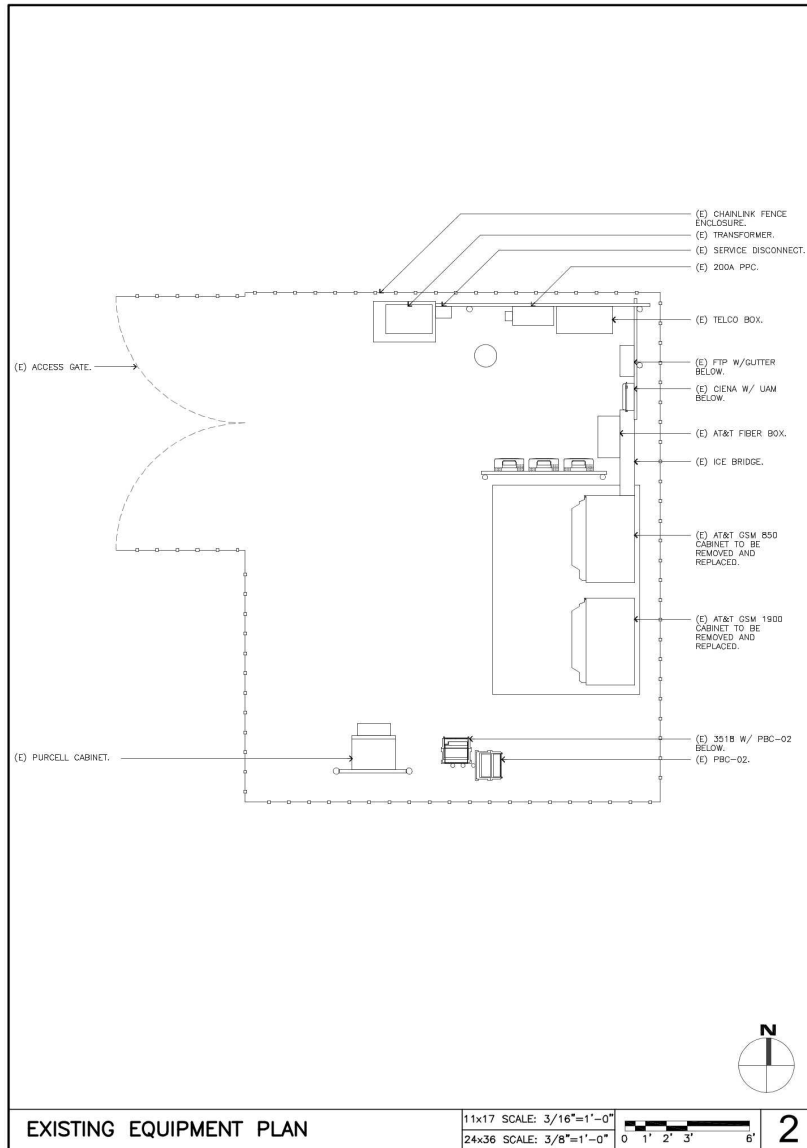 (E) CHAINLINK FENCE
ENCLOSURE.
(E) TRANSFORMER.
(E) SERVICE DISCONNECT.
(E) 200A PPC.
(E) TELCO BOX.
(E) ACCESS GATE.
(E) FTP W/GUTTER
BELOW.
(E) CIENA W/ UAM
BELOW.
(E) AT&T FIBER BOX.
(E) ICE BRIDGE.
(E) AT&T GSM 850
CABINET TO BE
REMOVED AND
REPLACED.
(E) AT&T GSM 1900
CABINET TO BE
REMOVED AND
REPLACED.
(E) 3518 W/ PBC-02
BELOW.
(E) PURCELL CABINET.
(E) PBC-02.
N
EXISTING EQUIPMENT PLAN
11x17 SCALE: 3/16"=1'-0"
24x36 SCALE: 3/8"=1'-0"
0 1' 2' 3' 6'
2